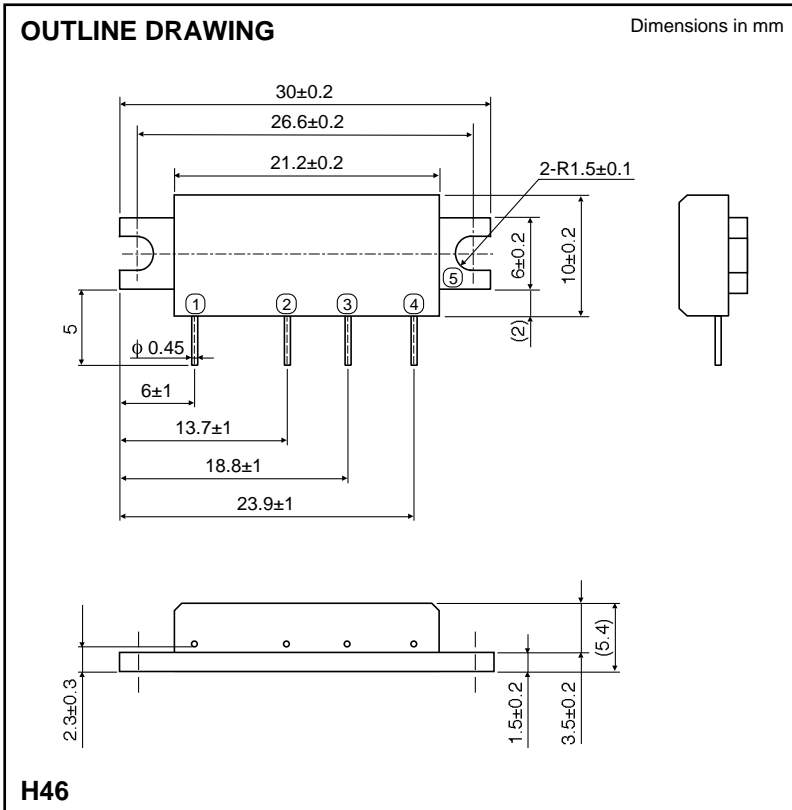 OUTLINE DRAWING
Dimensions in mm
30±0.2
26.6±0.2
21.2±0.2
2-R1.5±0.1
6±0.2
10±0.2
⑤
① ② ③ ④
5
(2)
ϕ 0.45
6±1
13.7±1
18.8±1
23.9±1
2.3±0.3
1.5±0.2
3.5±0.2
(5.4)
H46